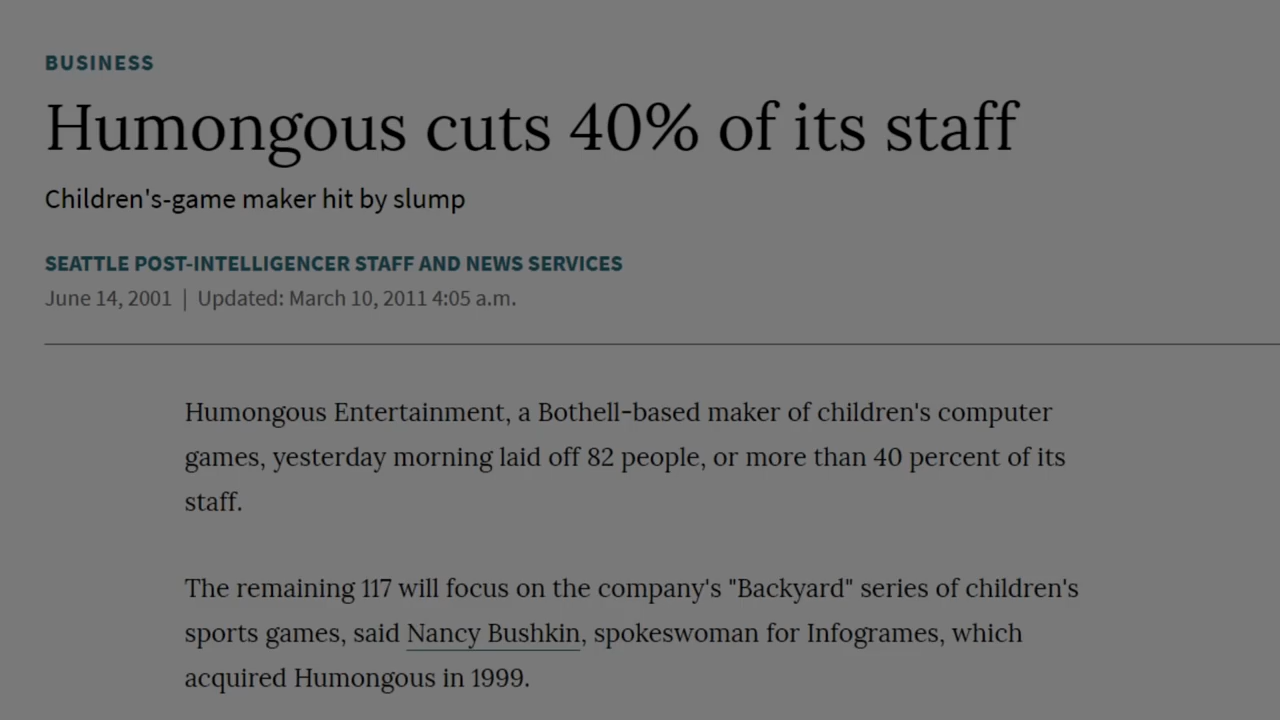 BUSINESS
Humongous cuts 40% of its staff
Children's-game maker hit by slump
SEATTLE POST-INTELLIGENCER STAFF AND NEWS SERVICES
June 14, 2001 | Updated: March 10, 2011 4:05 a.m.
Humongous Entertainment, a Bothell-based maker of children's computer
games, yesterday morning laid off 82 people, or more than 40 percent of its
staff.
The remaining 117 will focus on the company's "Backyard" series of children's
sports games, said Nancy Bushkin, spokeswoman for Infogrames, which
acquired Humongous in 1999.